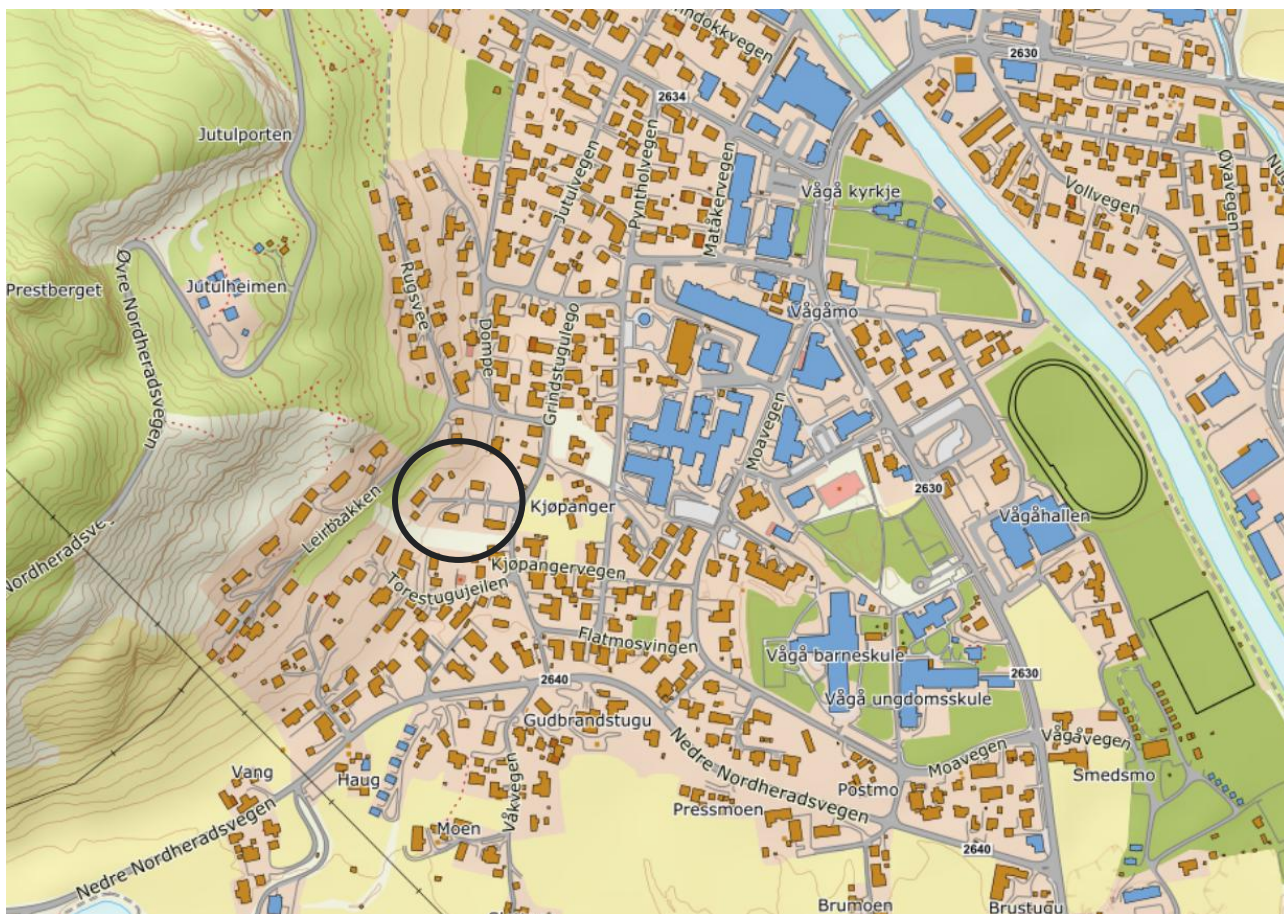 2630
2634
Jutulporten
Vågå kyrkje
Vollvegen
Øyavegen
Jutulvegen
Pyntholvegen
Matåkervegen
Rugsvee
Prestberget
Øvre Nordheradsvegen
Jutulheimen
Vågåmo
Dompe
Grindstugulego
Moavegen
2630
Kjøpanger
Vågåhallen
Leirbakken
Kjøpangervegen
Torestugujeilen
Flatmosvingen
Vågå barneskule
2640
2630
Vågå ungdomsskule
Gudbrandstugu
Nedre Nordheradsvegen
Moavegen
Vågåvegen
Vang
Haug
Smedsmo
Postmo
Pressmoen
Moen
Våkvegen
2640
Nedre Nordheradsvegen
Brumoen
Brustugu